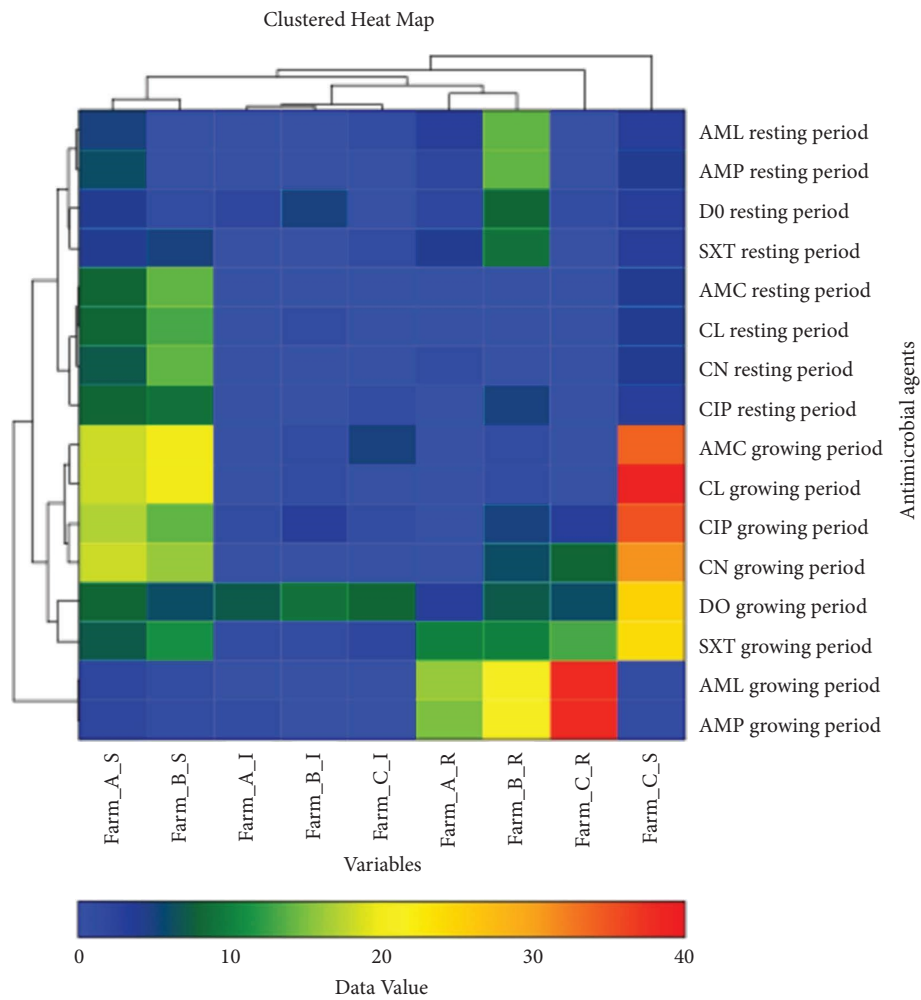 Clustered Heat Map
AML resting period
AMP resting period
D0 resting period
SXT resting period
AMC resting period
CL resting period
CN resting period
CIP resting period
AMC growing period
CL growing period
CIP growing period
CN growing period
DO growing period
SXT growing period
AML growing period
AMP growing period
Antimicrobial agents
Farm_A_S
Farm_B_S
Farm_A_I
Farm_B_I
Farm_C_I
Farm_A_R
Farm_B_R
Farm_C_R
Farm_C_S
Variables
0 10 20 30 40
Data Value